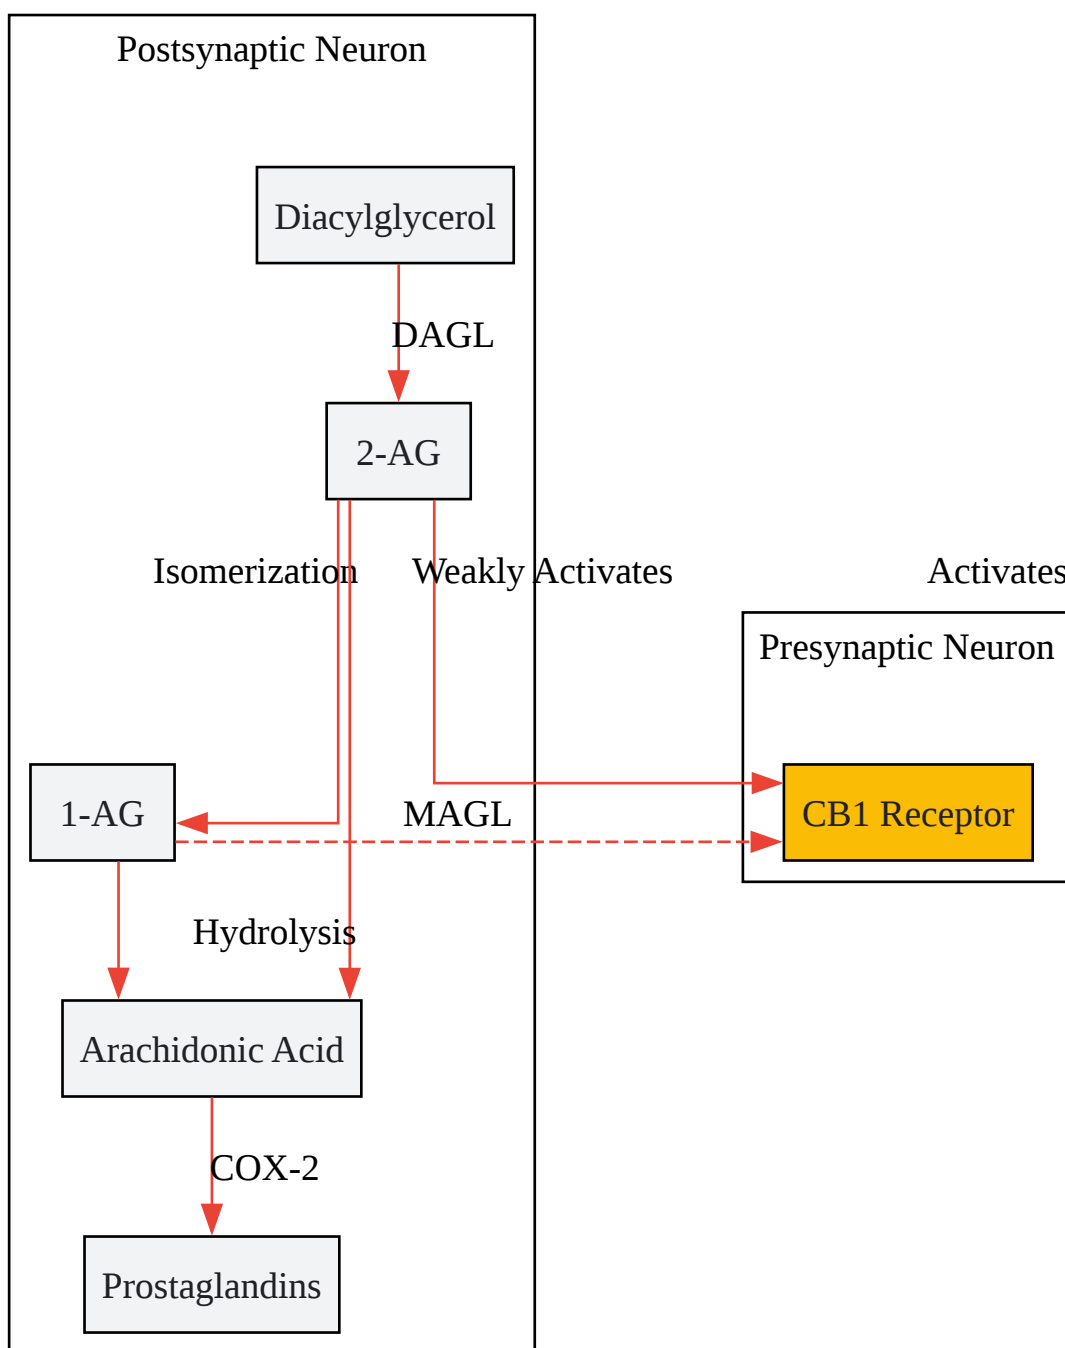 Postsynaptic Neuron
Diacylglycerol
DAGL
2-AG
Isomerization
Weakly Activates
Activates
Presynaptic Neuron
1-AG
MAGL
CB1 Receptor
Hydrolysis
Arachidonic Acid
COX-2
Prostaglandins